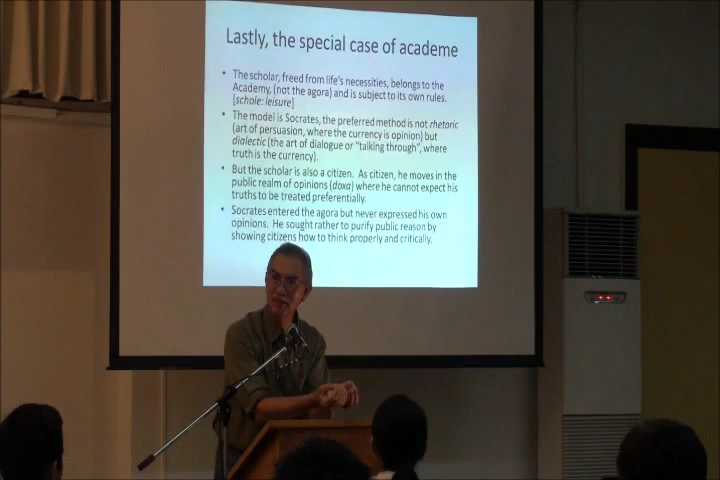 Lastly, the special case of academe
• The scholar, freed from life's necessities, belongs to the
Academy, (not the agora) and is subject to its own rules.
[schole: leisure]
• The model is Socrates, the preferred method is not rhetoric
(art of persuasion, where the currency is opinion) but
dialectic (the art of dialogue or "talking through", where
truth is the currency).
• But the scholar is also a citizen. As citizen, he moves in the
public realm of opinions (doxa) where he cannot expect his
truths to be treated preferentially.
• Socrates entered the agora but never expressed his own
opinions. He sought rather to purify public reason by
showing citizens how to think properly and critically.